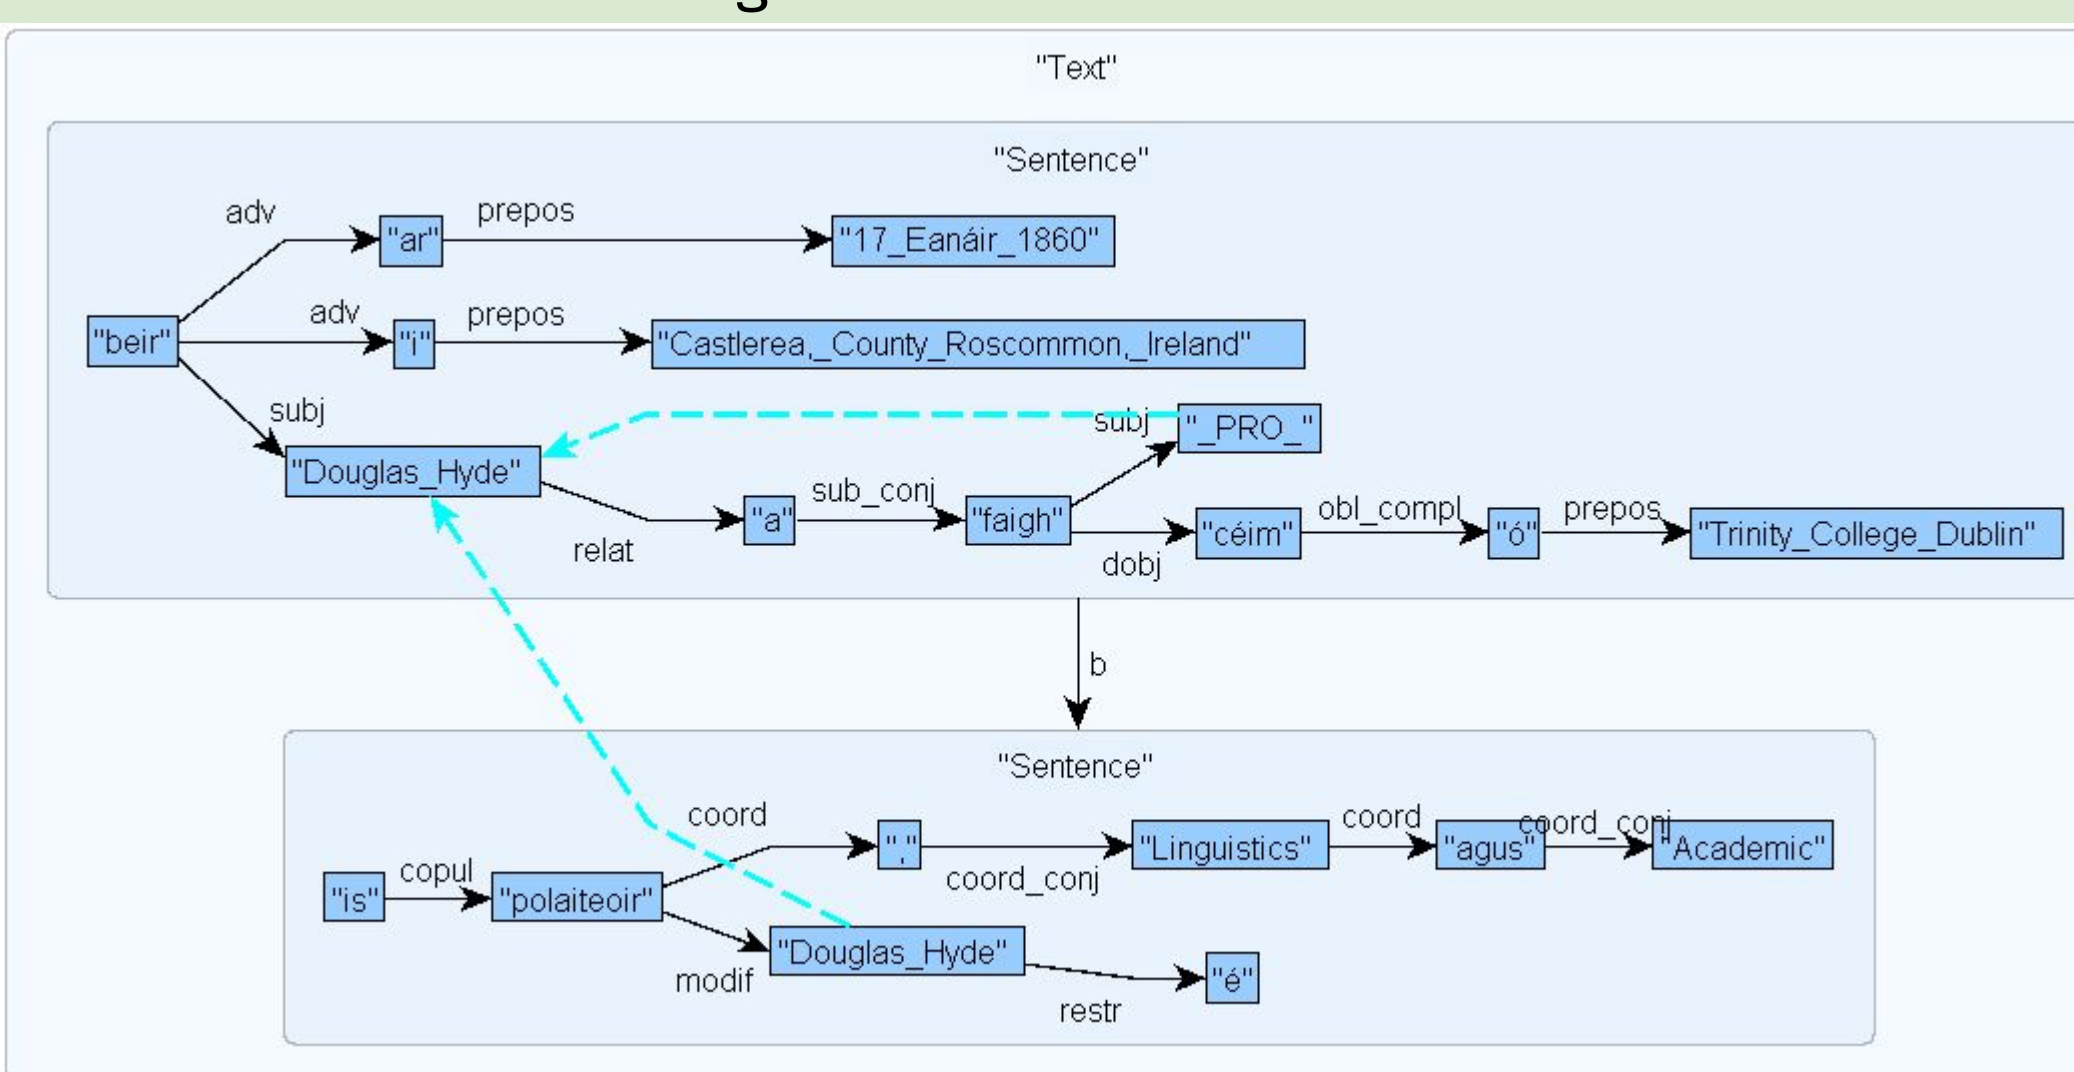 "Text"
"Sentence"
adv
prepos
"ar"
"17_Eanáir_1860"
adv
prepos
"beir"
"i"
"Castlerea,_County_Roscommon,_Ireland"
subj
subj
"_PRO_"
"Douglas_Hyde"
relat
"a"
sub_conj
"faigh"
dobj
"céim"
obl_compl
"ó"
prepos
"Trinity_College_Dublin"
b
"Sentence"
coord
","
coord_conj
"Linguistics"
coord
"agus"
coord_conj
"Academic"
"is"
copul
"polaiteoir"
modif
"Douglas_Hyde"
restr
"é"